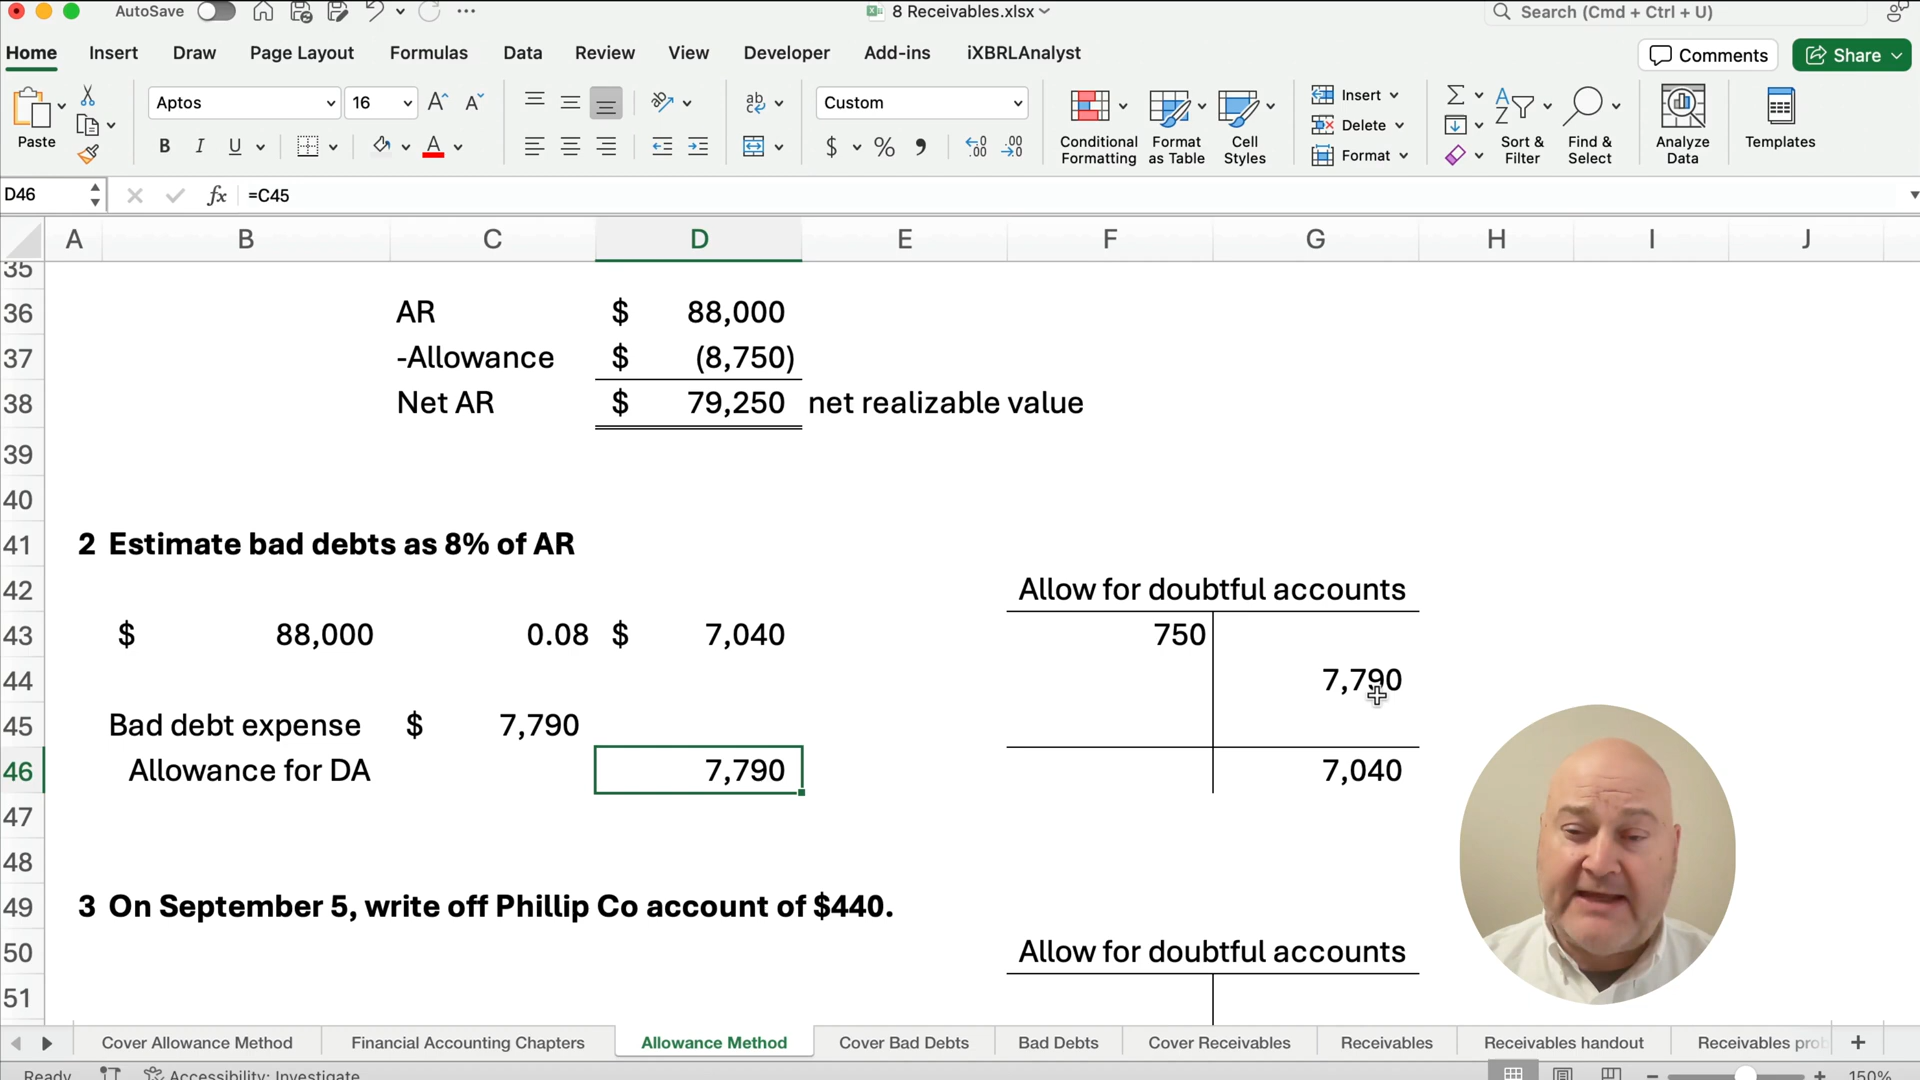 AutoSave
8 Receivables.xlsx
Search (Cmd + Ctrl + U)
Home Insert Draw Page Layout Formulas Data Review View Developer Add-ins iXBRLAnalyst
Comments Share
Paste
Aptos 16
B I U A
ab
Custom
$ % 9
Conditional Formatting
Format as Table
Cell Styles
Insert
Delete
Format
Sort & Filter
Find & Select
Analyze Data
Templates
D46 fx =C45
A B C D E F G H I J
35
36 AR $ 88,000
37 -Allowance $ (8,750)
38 Net AR $ 79,250 net realizable value
39
40
41 2 Estimate bad debts as 8% of AR
42 Allow for doubtful accounts
43 $ 88,000 0.08 $ 7,040 750
44 7,790
45 Bad debt expense $ 7,790
46 Allowance for DA 7,790 7,040
47
48
49 3 On September 5, write off Phillip Co account of $440.
50 Allow for doubtful accounts
51
Cover Allowance Method Financial Accounting Chapters Allowance Method Cover Bad Debts Bad Debts Cover Receivables Receivables Receivables handout Receivables pro
Ready Accessibility: Investigate 150%